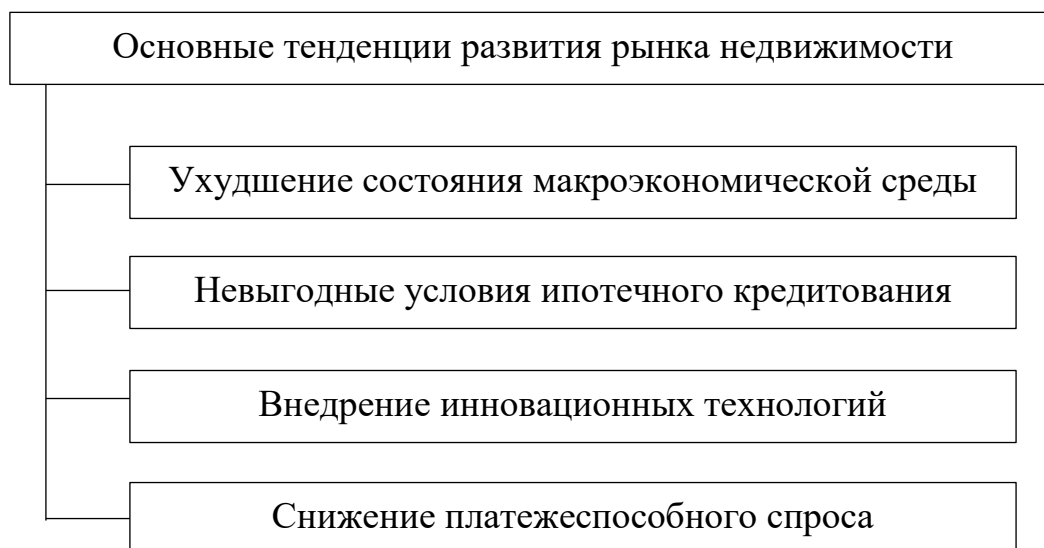 Основные тенденции развития рынка недвижимости
Ухудшение состояния макроэкономической среды
Невыгодные условия ипотечного кредитования
Внедрение инновационных технологий
Снижение платежеспособного спроса